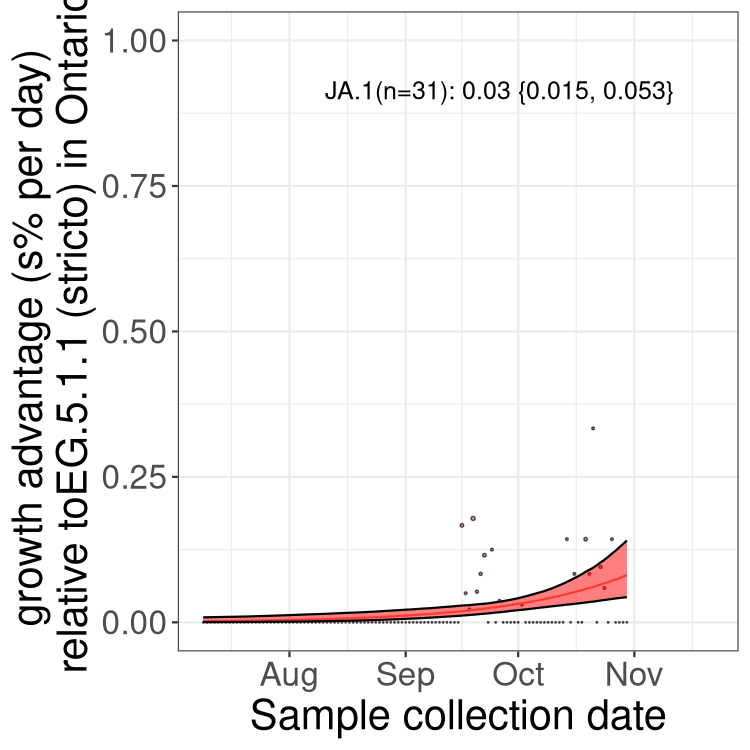 growth advantage (s% per day)
relative toEG.5.1.1 (stricto) in Ontario
1.00
0.75
0.50
0.25
0.00
JA.1(n=31): 0.03 {0.015, 0.053}
Aug Sep Oct Nov
Sample collection date